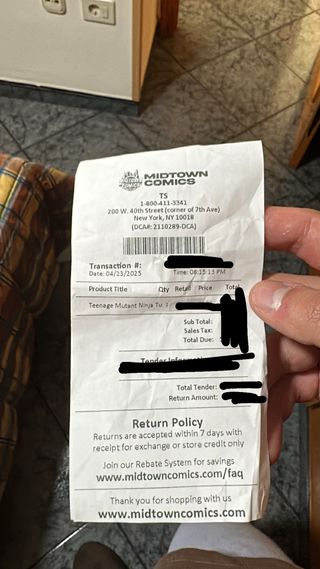 MIDTOWN
COMICS
TS
1-800-411-3341
200 W. 40th Street (corner of 7th Ave)
New York, NY 10018
(DCA#: 2110289-DCA)
Transaction #:
Date: 04/23/2025 Time: 06:15:13 PM
Product Title Qty Retail Price Total
Teenage Mutant Ninja Tu
Sub Total:
Sales Tax:
Total Due:
Tender Information
Total Tender:
Return Amount:
Return Policy
Returns are accepted within 7 days with
receipt for exchange or store credit only
Join our Rebate System for savings
www.midtowncomics.com/faq
Thank you for shopping with us
www.midtowncomics.com